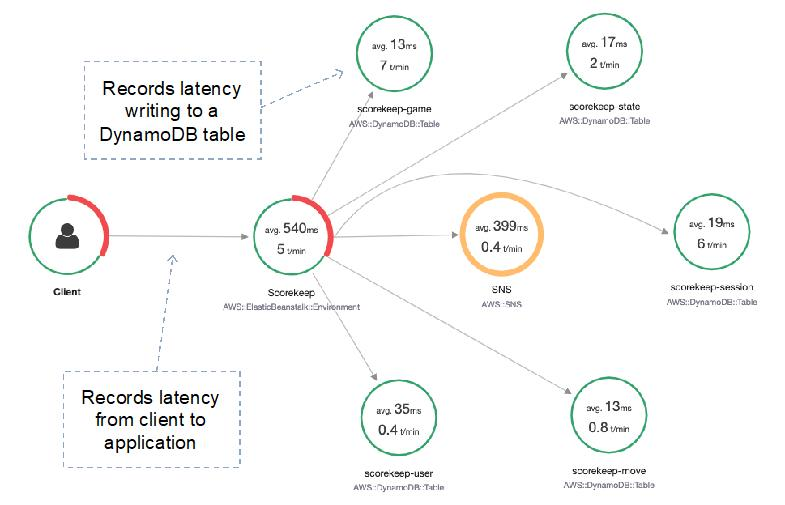 avg. 13ms
7 t/min
scorekeep-game
AWS::DynamoDB::Table
avg. 17ms
2 t/min
scorekeep-state
AWS::DynamoDB::Table
Records latency
writing to a
DynamoDB table
Client
avg. 540ms
5 t/min
Scorekeep
AWS::ElasticBeanstalk::Environment
avg. 399ms
0.4 t/min
SNS
AWS::SNS
avg. 19ms
6 t/min
scorekeep-session
AWS::DynamoDB::Table
Records latency
from client to
application
avg. 35ms
0.4 t/min
scorekeep-user
AWS::DynamoDB::Table
avg. 13ms
0.8 t/min
scorekeep-move
AWS::DynamoDB::Table